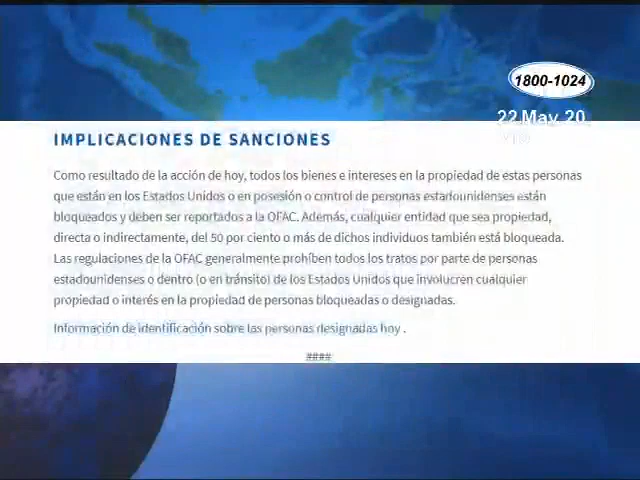 1800-1024
22 May. 20
IMPLICACIONES DE SANCIONES
Como resultado de la acción de hoy, todos los bienes e intereses en la propiedad de estas personas
que están en los Estados Unidos o en posesión o control de personas estadounidenses están
bloqueados y deben ser reportados a la OFAC. Además, cualquier entidad que sea propiedad,
directa o indirectamente, del 50 por ciento o más de dichos individuos también está bloqueada.
Las regulaciones de la OFAC generalmente prohíben todos los tratos por parte de personas
estadounidenses o dentro (o en tránsito) de los Estados Unidos que involucren cualquier
propiedad o interés en la propiedad de personas bloqueadas o designadas.
Información de identificación sobre las personas designadas hoy .
####